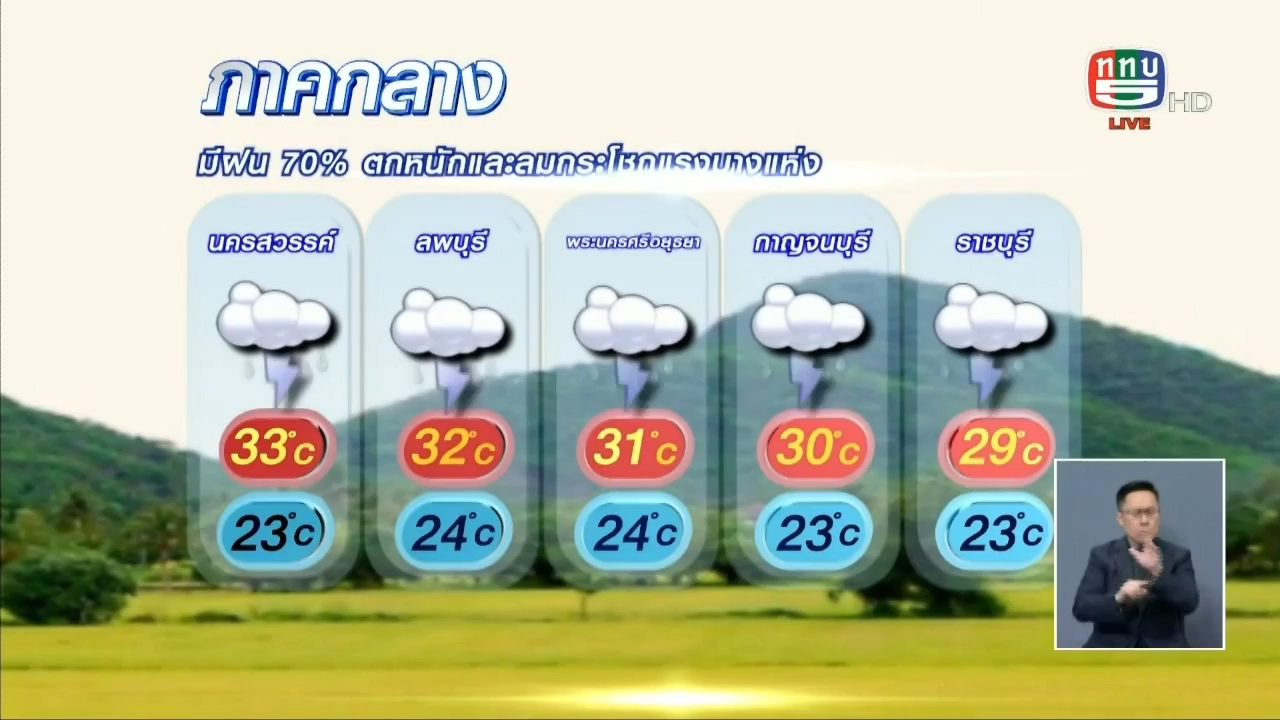 ภาคกลาง
ททบ
5
HD
LIVE
มีฝน 70% ตกหนักและลมกระโชกแรงบางแห่ง
นครสวรรค์ ลพบุรี พระนครศรีอยุธยา กาญจนบุรี ราชบุรี
33°C 32°C 31°C 30°C 29°C
23°C 24°C 24°C 23°C 23°C